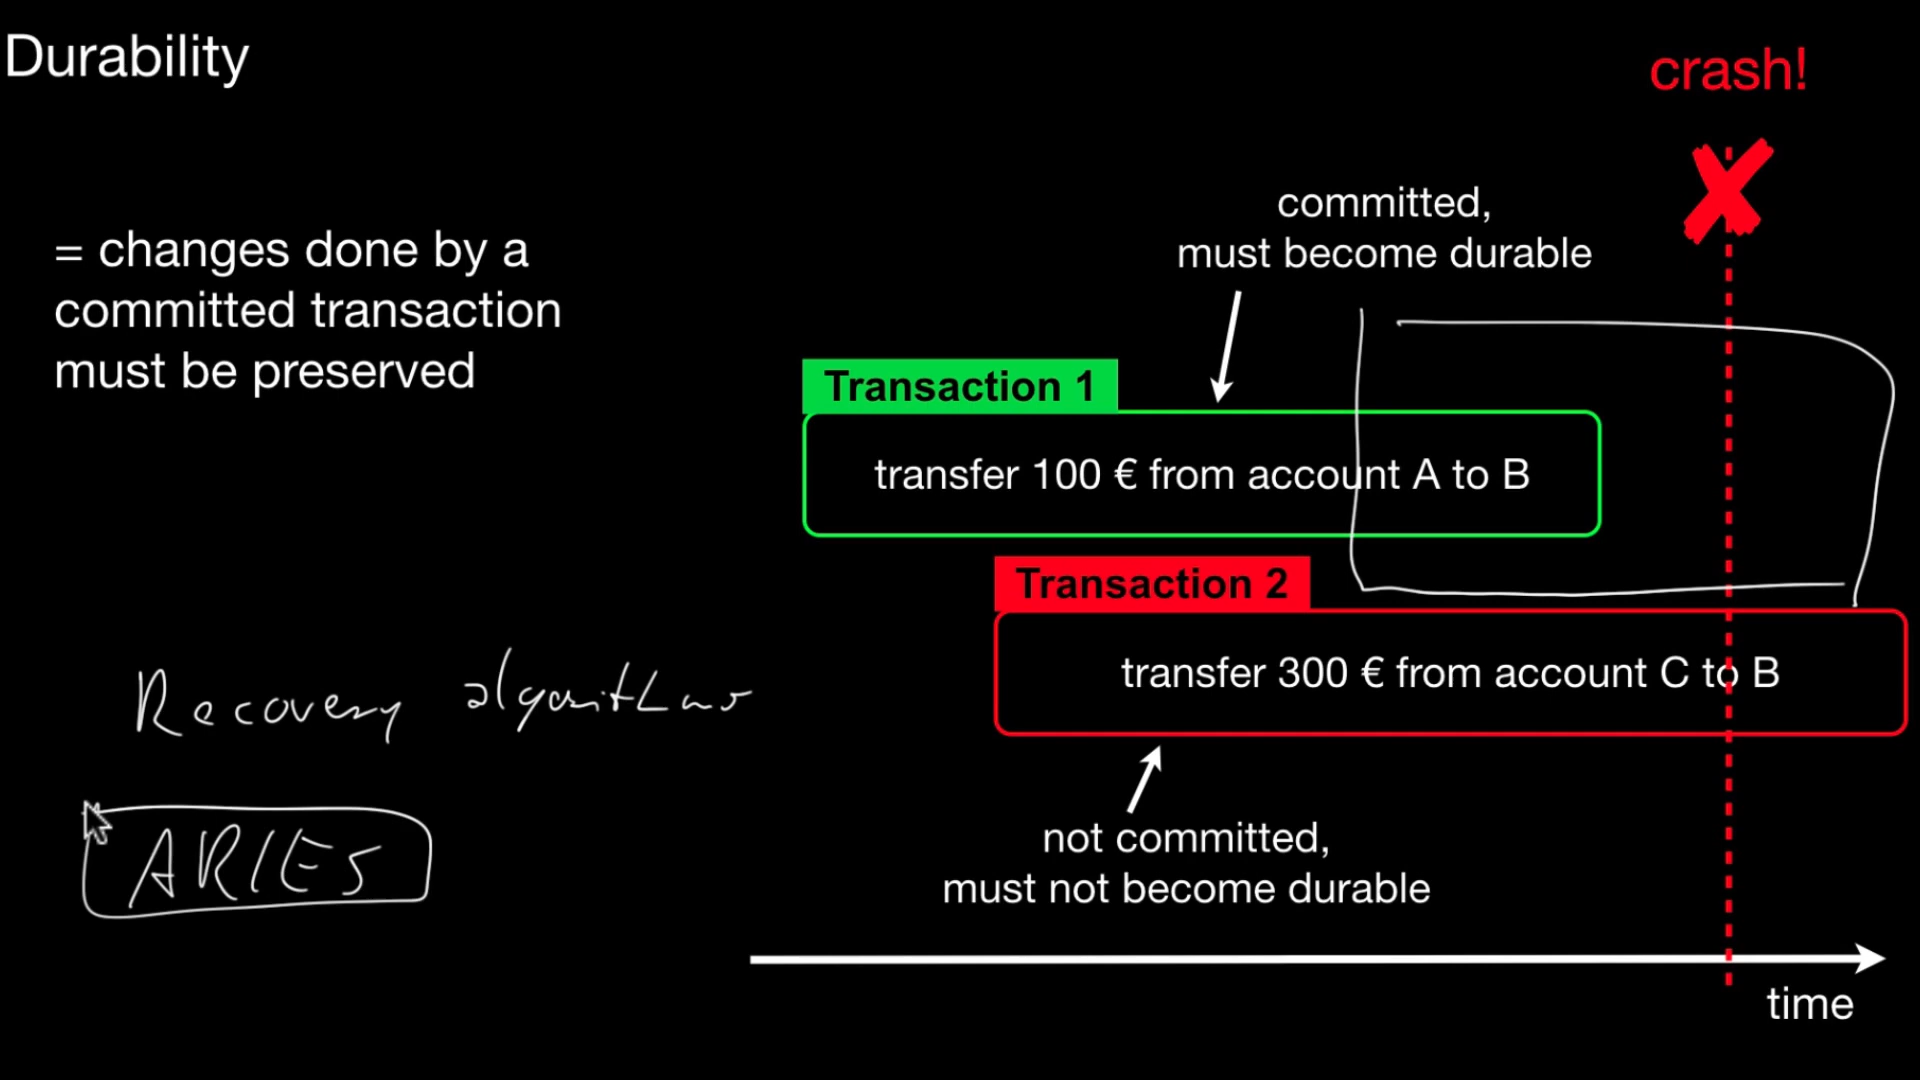 Durability
crash!
= changes done by a
committed transaction
must be preserved
committed,
must become durable
Transaction 1
transfer 100 € from account A to B
Transaction 2
transfer 300 € from account C to B
not committed,
must not become durable
Recovery algorithms
ARIES
time